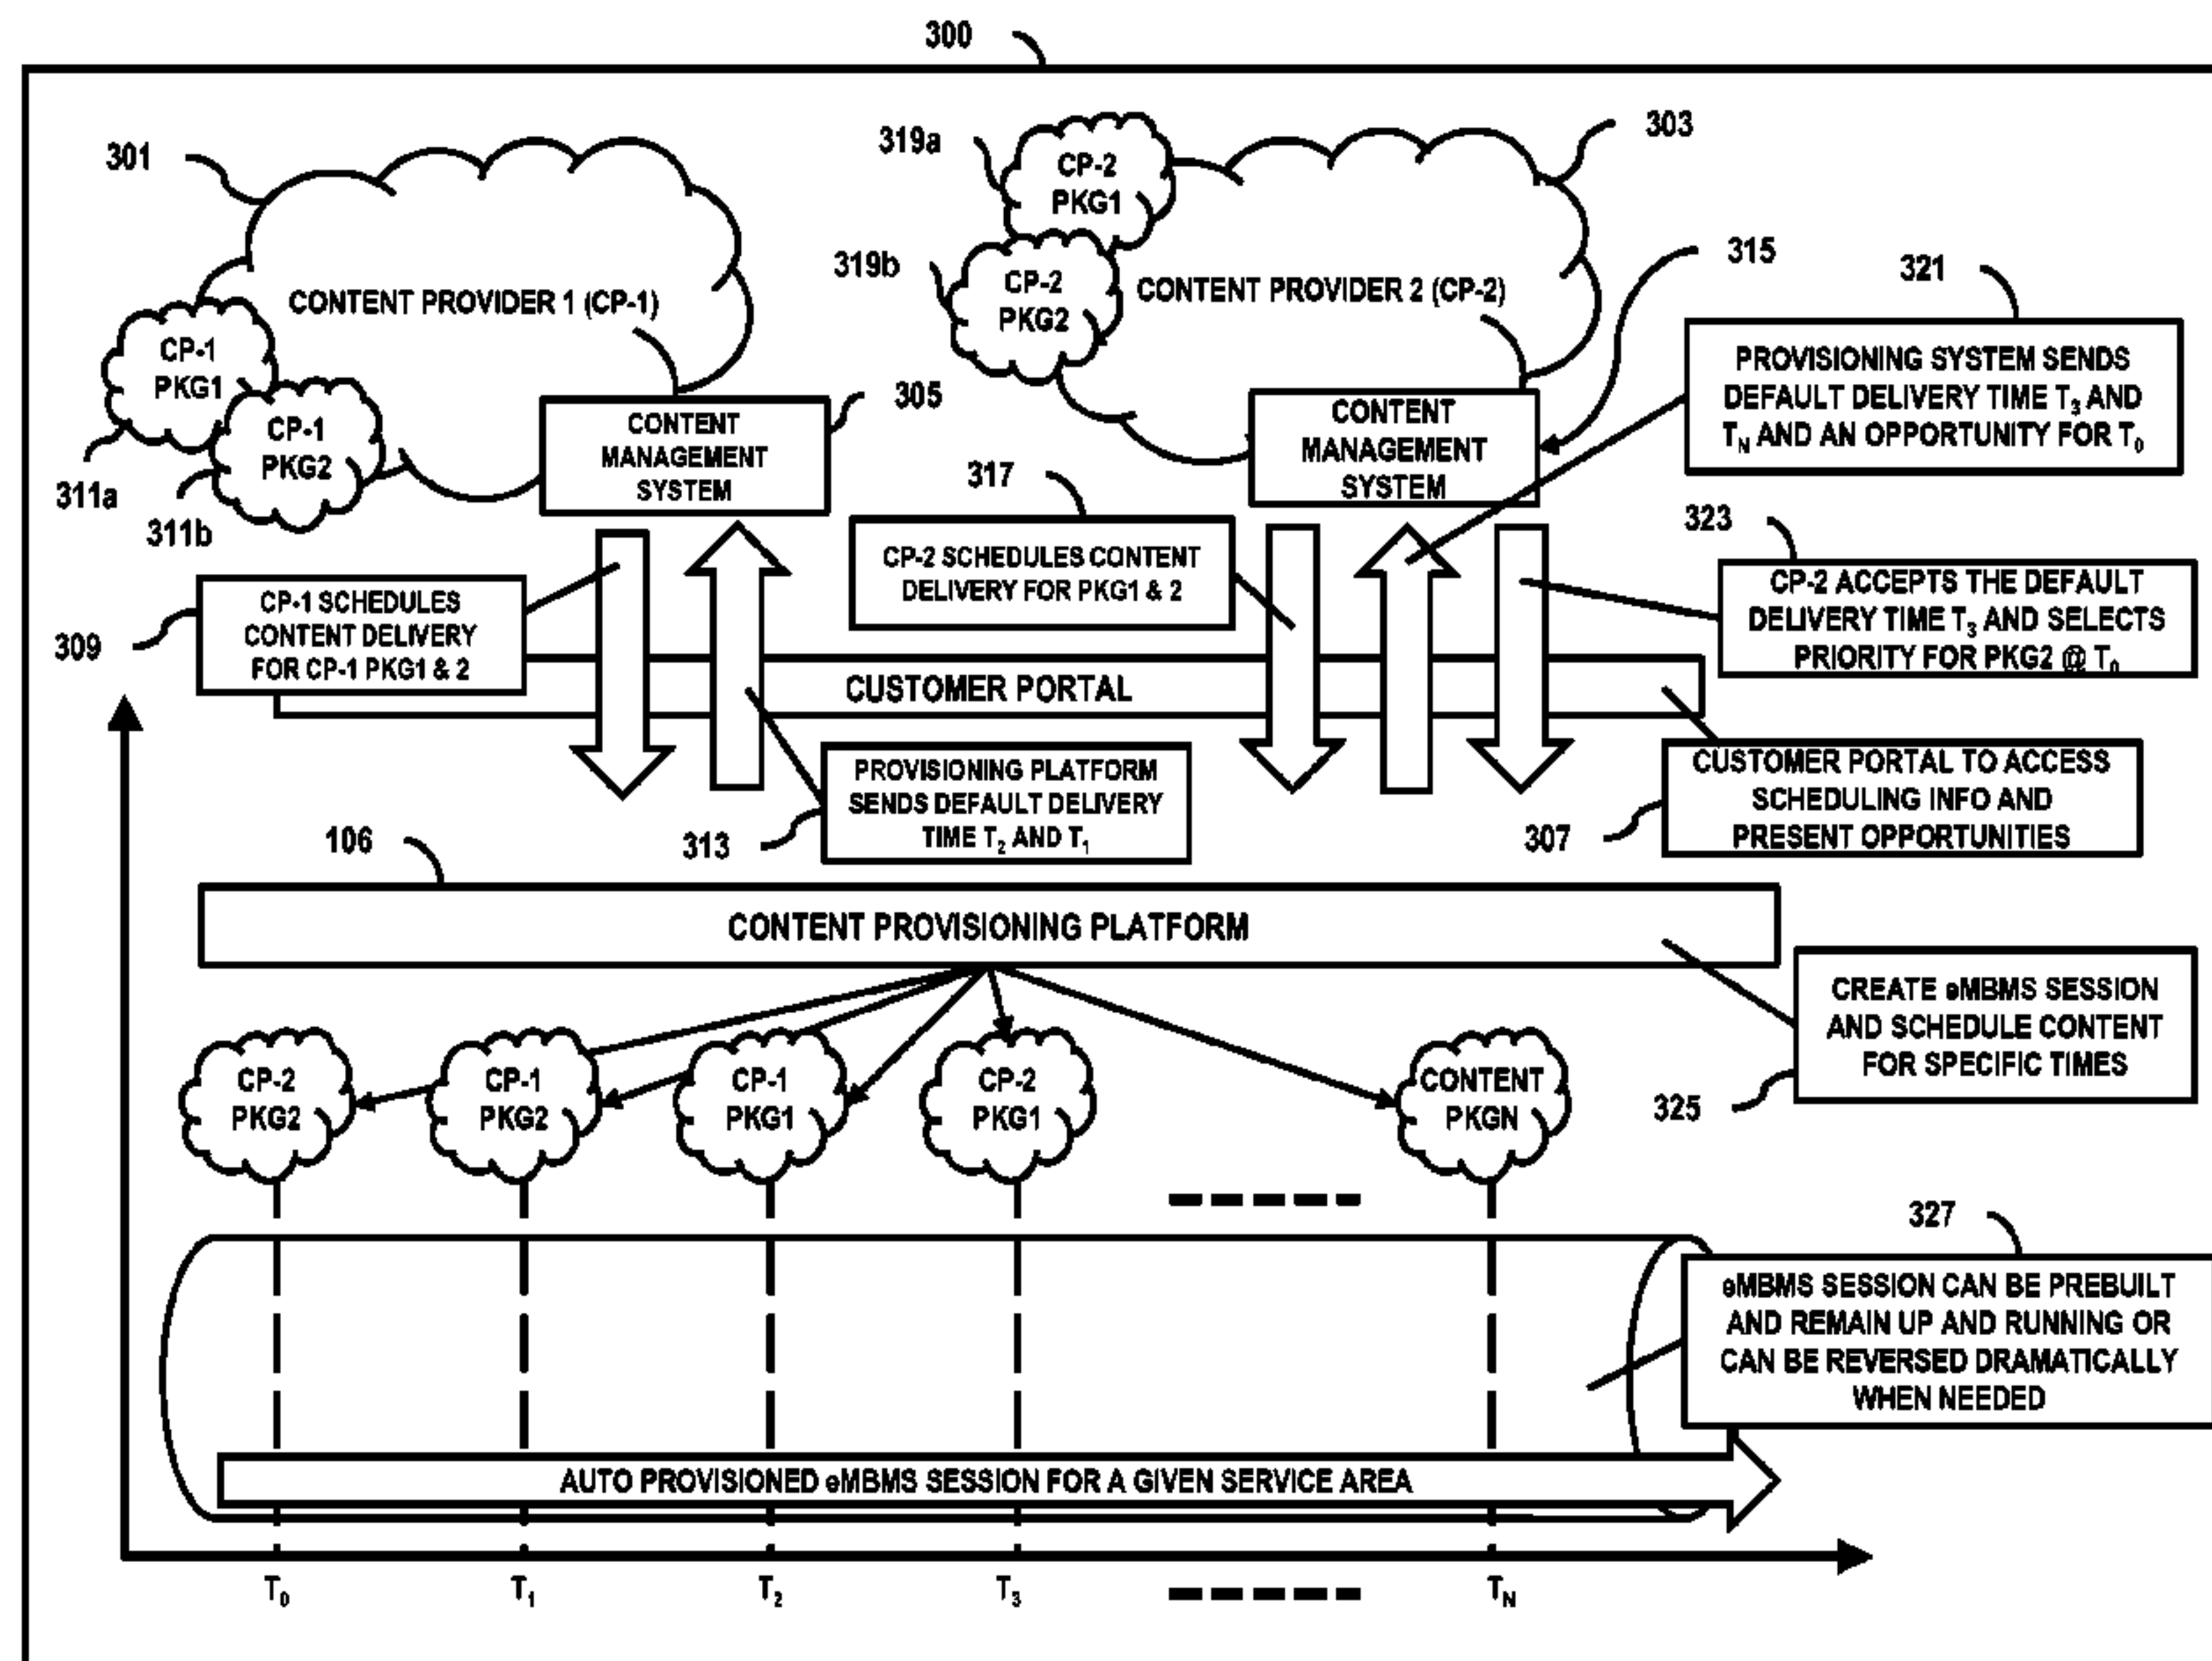 300
301
319a
CP-2
PKG1
303
319b
CP-2
PKG2
CONTENT PROVIDER 1 (CP-1)
CONTENT PROVIDER 2 (CP-2)
315
321
CP-1
PKG1
CP-1
PKG2
311a
311b
CONTENT
MANAGEMENT
SYSTEM
305
CONTENT
MANAGEMENT
SYSTEM
PROVISIONING SYSTEM SENDS
DEFAULT DELIVERY TIME T3 AND
TN AND AN OPPORTUNITY FOR T0
317
CP-2 SCHEDULES CONTENT
DELIVERY FOR PKG1 & 2
323
CP-2 ACCEPTS THE DEFAULT
DELIVERY TIME T3 AND SELECTS
PRIORITY FOR PKG2 @ T0
309
CP-1 SCHEDULES
CONTENT DELIVERY
FOR CP-1 PKG1 & 2
CUSTOMER PORTAL
PROVISIONING PLATFORM
SENDS DEFAULT DELIVERY
TIME T2 AND T1
313
CUSTOMER PORTAL TO ACCESS
SCHEDULING INFO AND
PRESENT OPPORTUNITIES
307
106
CONTENT PROVISIONING PLATFORM
CREATE eMBMS SESSION
AND SCHEDULE CONTENT
FOR SPECIFIC TIMES
325
CP-2
PKG2
CP-1
PKG2
CP-1
PKG1
CP-2
PKG1
CONTENT
PKGN
327
eMBMS SESSION CAN BE PREBUILT
AND REMAIN UP AND RUNNING OR
CAN BE REVERSED DRAMATICALLY
WHEN NEEDED
AUTO PROVISIONED eMBMS SESSION FOR A GIVEN SERVICE AREA
T0
T1
T2
T3
TN